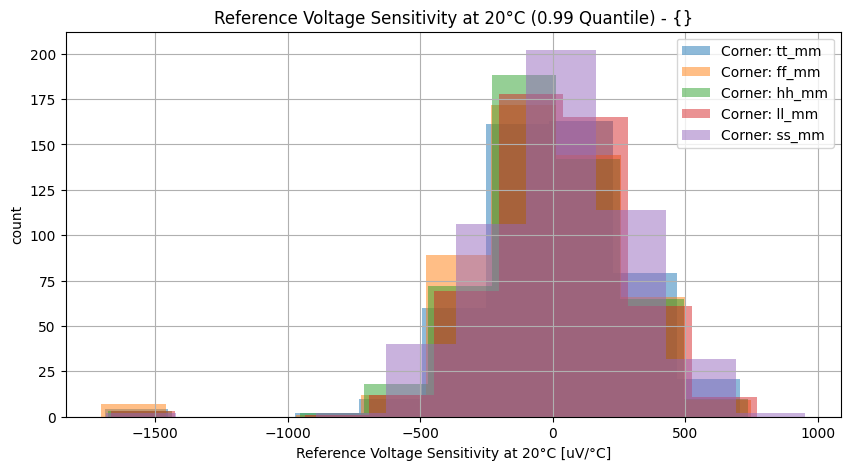 Reference Voltage Sensitivity at 20°C (0.99 Quantile) - {}
Corner: tt_mm
Corner: ff_mm
Corner: hh_mm
Corner: ll_mm
Corner: ss_mm
count
200
175
150
125
100
75
50
25
0
−1500
−1000
−500
0
500
1000
Reference Voltage Sensitivity at 20°C [uV/°C]